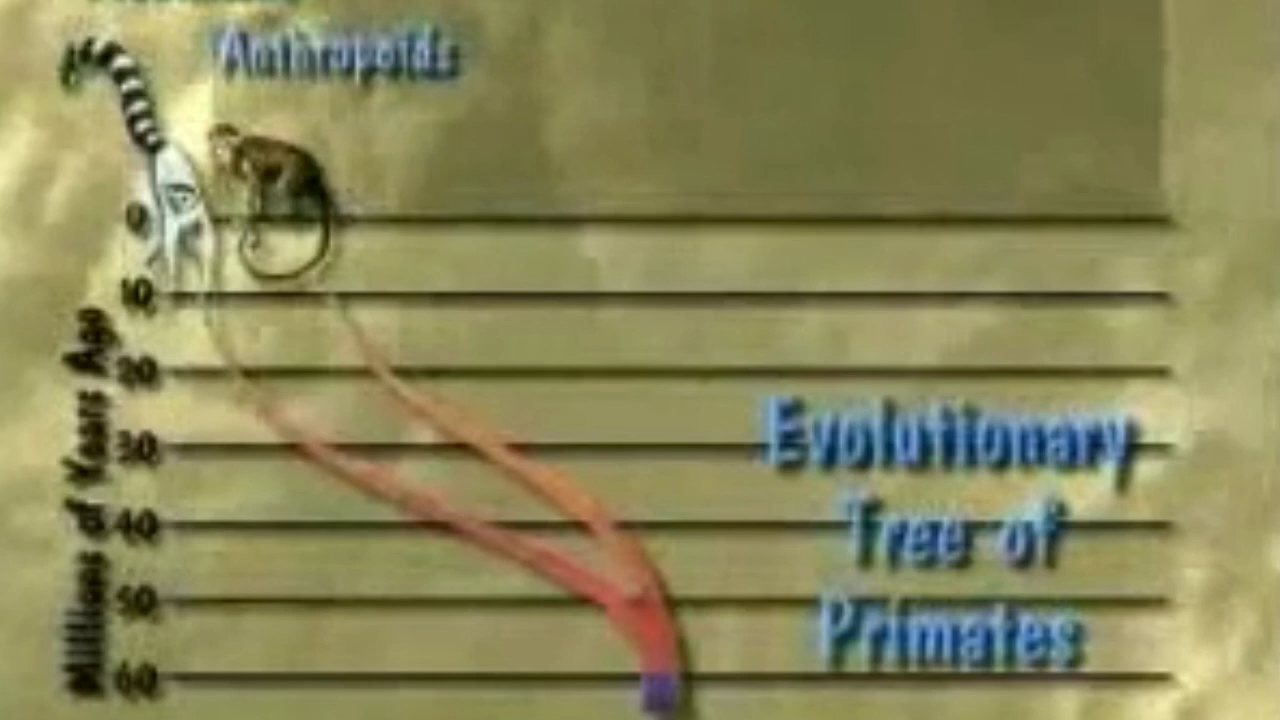 Anthropoids
0
10
20
30
40
50
60
Millions of Years Ago
Evolutionary
Tree of
Primates